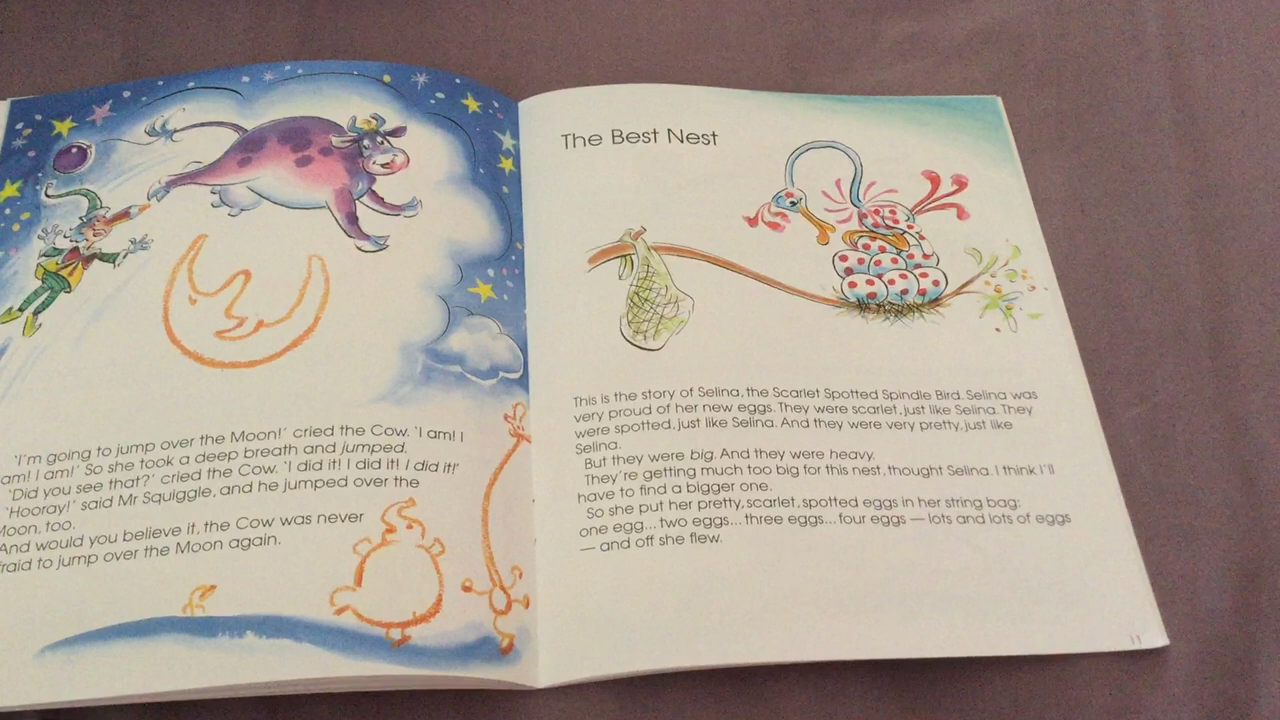 'I'm going to jump over the Moon!' cried the Cow. 'I am! I
am! I am!' So she took a deep breath and jumped.
'Did you see that?' cried the Cow. 'I did it! I did it! I did it!'
'Hooray!' said Mr Squiggle, and he jumped over the
Moon, too.
And would you believe it, the Cow was never
fraid to jump over the Moon again.
The Best Nest
This is the story of Selina, the Scarlet Spotted Spindle Bird. Selina was
very proud of her new eggs. They were scarlet, just like Selina. They
were spotted, just like Selina. And they were very pretty, just like
Selina.
But they were big. And they were heavy.
They're getting much too big for this nest, thought Selina. I think I'll
have to find a bigger one.
So she put her pretty, scarlet, spotted eggs in her string bag:
one egg... two eggs... three eggs... four eggs — lots and lots of eggs
— and off she flew.
11